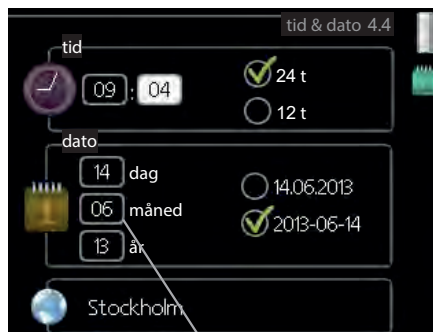 tid & dato 4.4
tid
09 : 04
24 t
12 t
dato
14 dag
06 måned
13 år
14.06.2013
2013-06-14
Stockholm